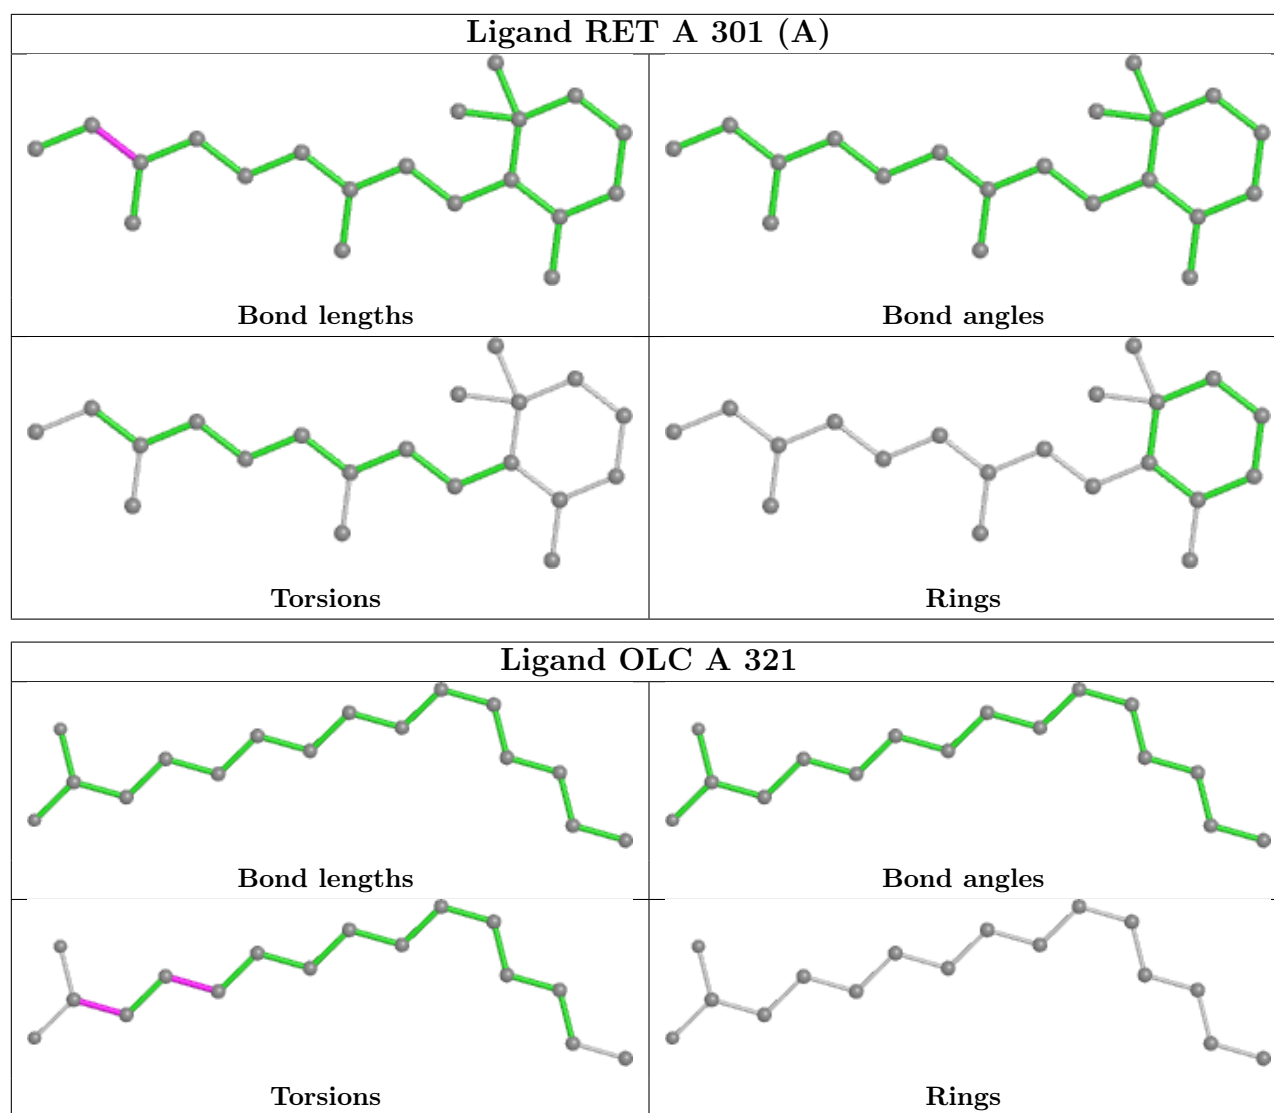 Ligand RET A 301 (A)
Bond lengths
Bond angles
Torsions
Rings
Ligand OLC A 321
Bond lengths
Bond angles
Torsions
Rings